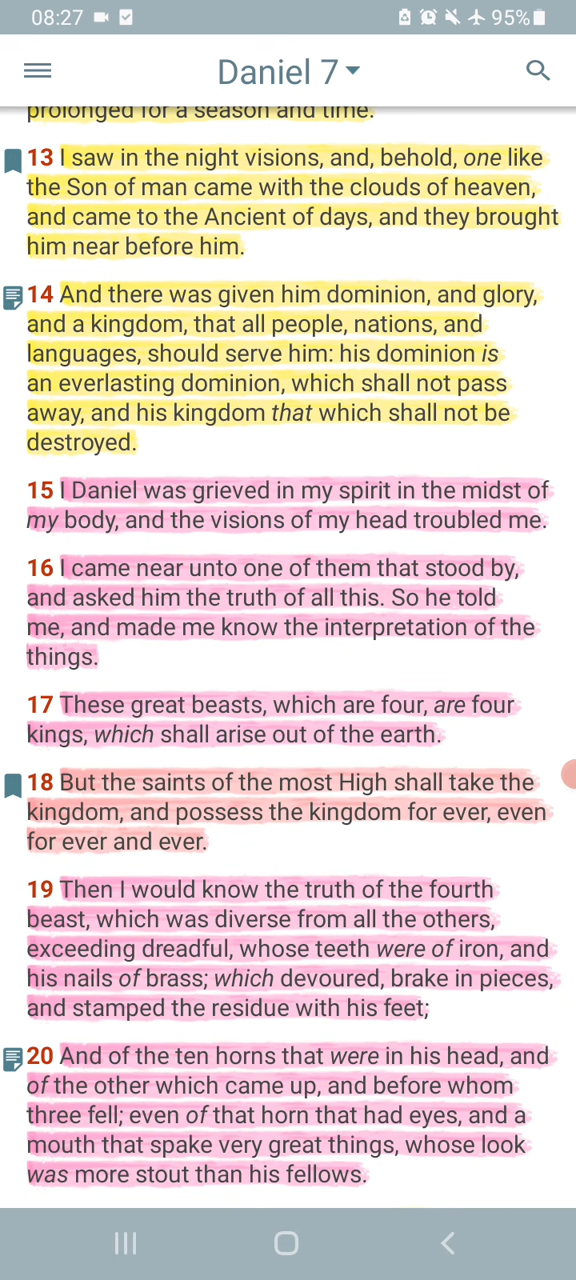 08:27 95%
Daniel 7
prolonged for a season and time.
13 I saw in the night visions, and, behold, one like
the Son of man came with the clouds of heaven,
and came to the Ancient of days, and they brought
him near before him.
14 And there was given him dominion, and glory,
and a kingdom, that all people, nations, and
languages, should serve him: his dominion is
an everlasting dominion, which shall not pass
away, and his kingdom that which shall not be
destroyed.
15 I Daniel was grieved in my spirit in the midst of
my body, and the visions of my head troubled me.
16 I came near unto one of them that stood by,
and asked him the truth of all this. So he told
me, and made me know the interpretation of the
things.
17 These great beasts, which are four, are four
kings, which shall arise out of the earth.
18 But the saints of the most High shall take the
kingdom, and possess the kingdom for ever, even
for ever and ever.
19 Then I would know the truth of the fourth
beast, which was diverse from all the others,
exceeding dreadful, whose teeth were of iron, and
his nails of brass; which devoured, brake in pieces,
and stamped the residue with his feet;
20 And of the ten horns that were in his head, and
of the other which came up, and before whom
three fell; even of that horn that had eyes, and a
mouth that spake very great things, whose look
was more stout than his fellows.